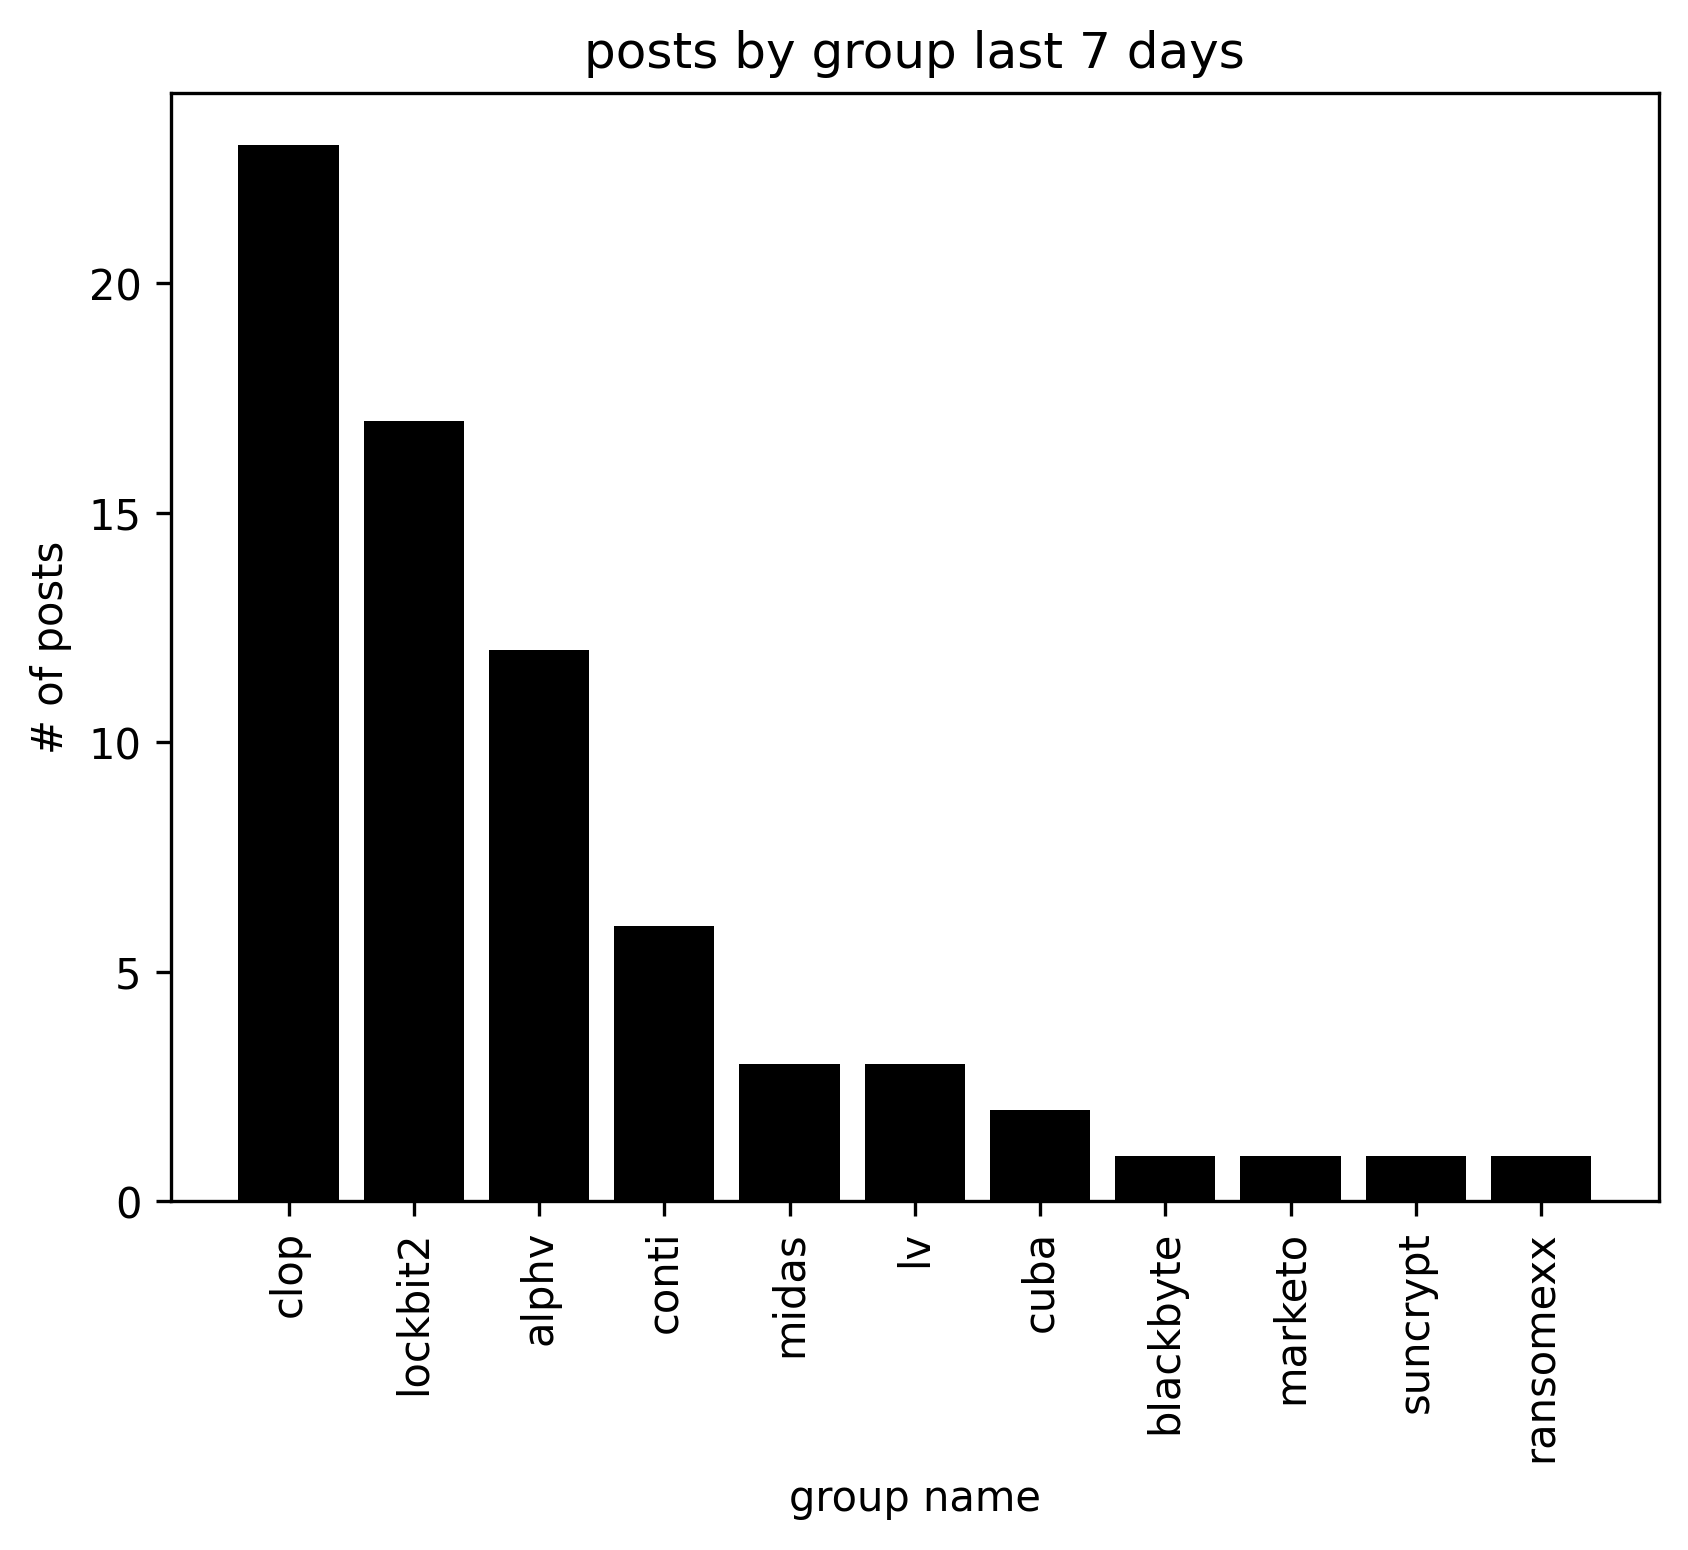 posts by group last 7 days
# of posts
20
15
10
5
0
clop
lockbit2
alphv
conti
midas
lv
cuba
blackbyte
marketo
suncrypt
ransomexx
group name